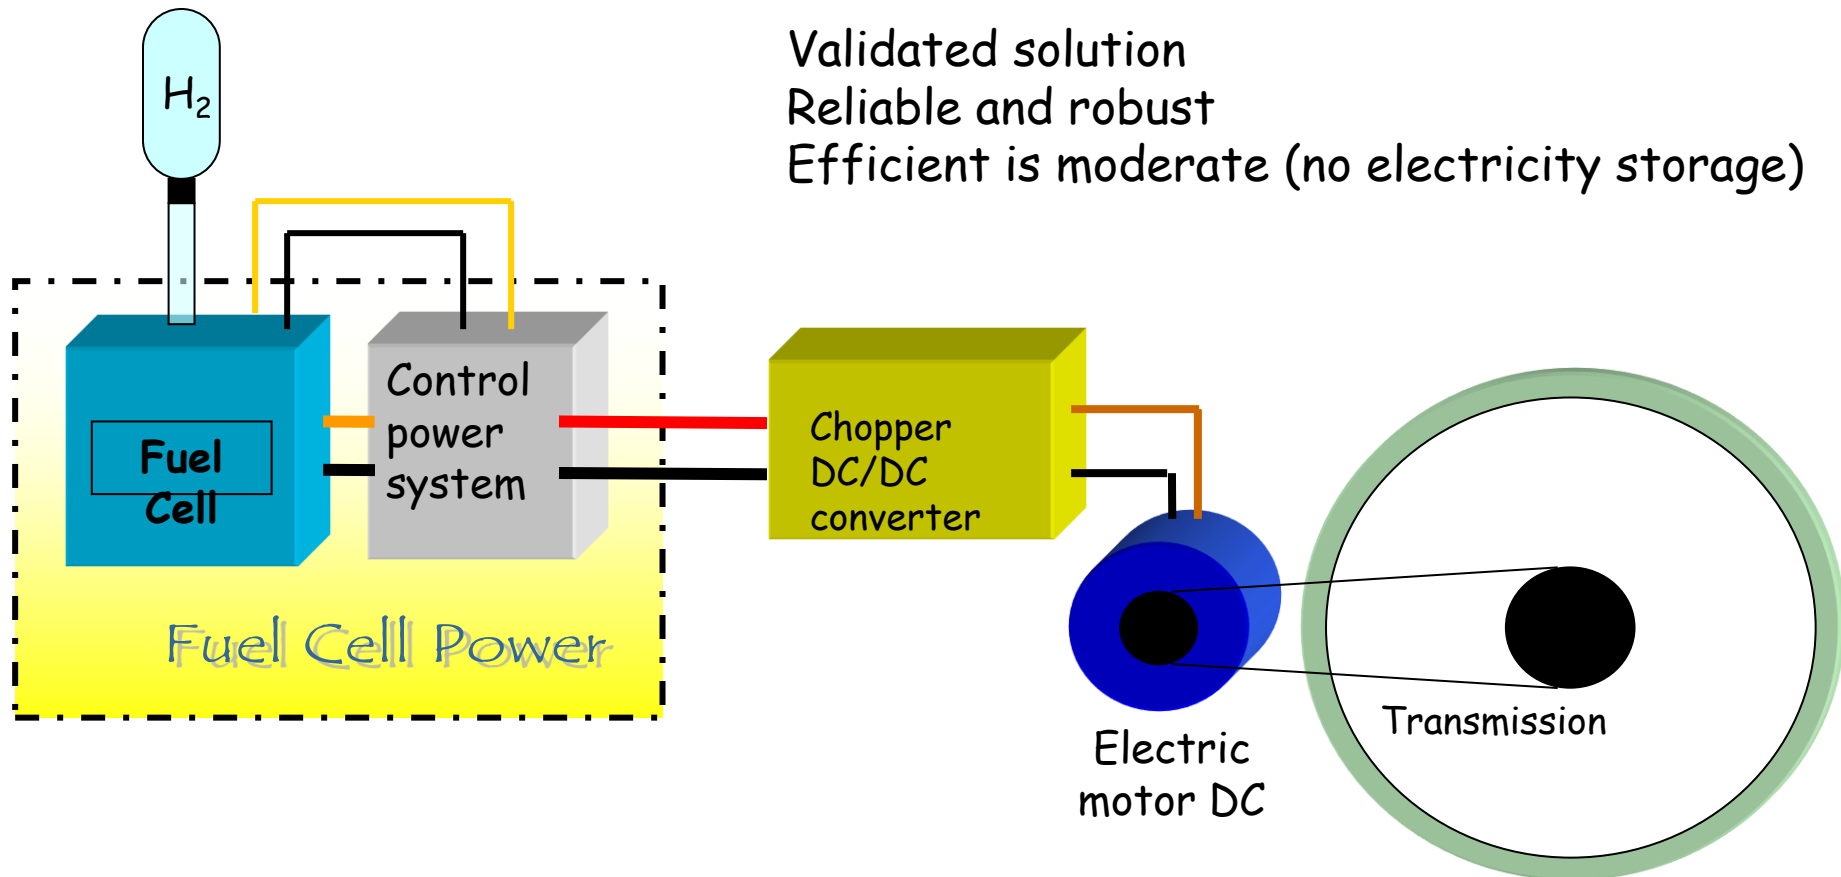 H₂
Validated solution
Reliable and robust
Efficient is moderate (no electricity storage)
Fuel
Cell
Control
power
system
Chopper
DC/DC
converter
Fuel Cell Power
Electric
motor DC
Transmission